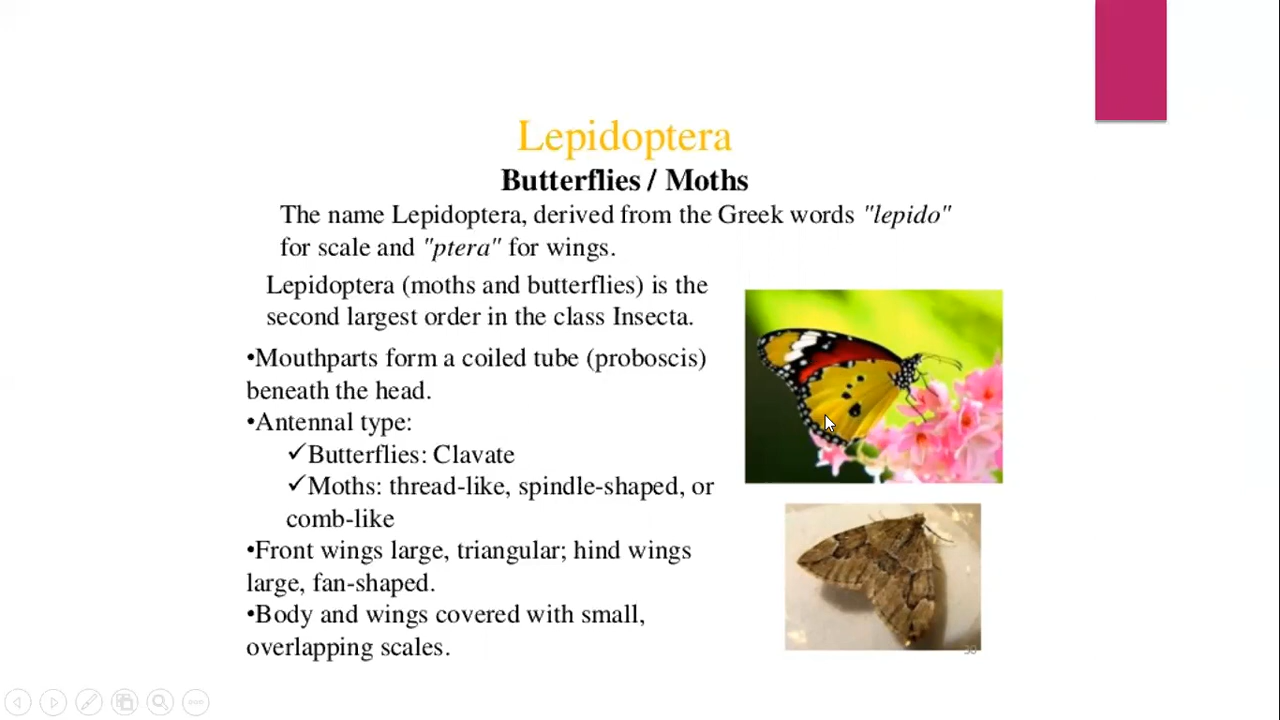 Lepidoptera
Butterflies / Moths
The name Lepidoptera, derived from the Greek words "lepido"
for scale and "ptera" for wings.
Lepidoptera (moths and butterflies) is the
second largest order in the class Insecta.
•Mouthparts form a coiled tube (proboscis)
beneath the head.
•Antennal type:
✓Butterflies: Clavate
✓Moths: thread-like, spindle-shaped, or
comb-like
•Front wings large, triangular; hind wings
large, fan-shaped.
•Body and wings covered with small,
overlapping scales.